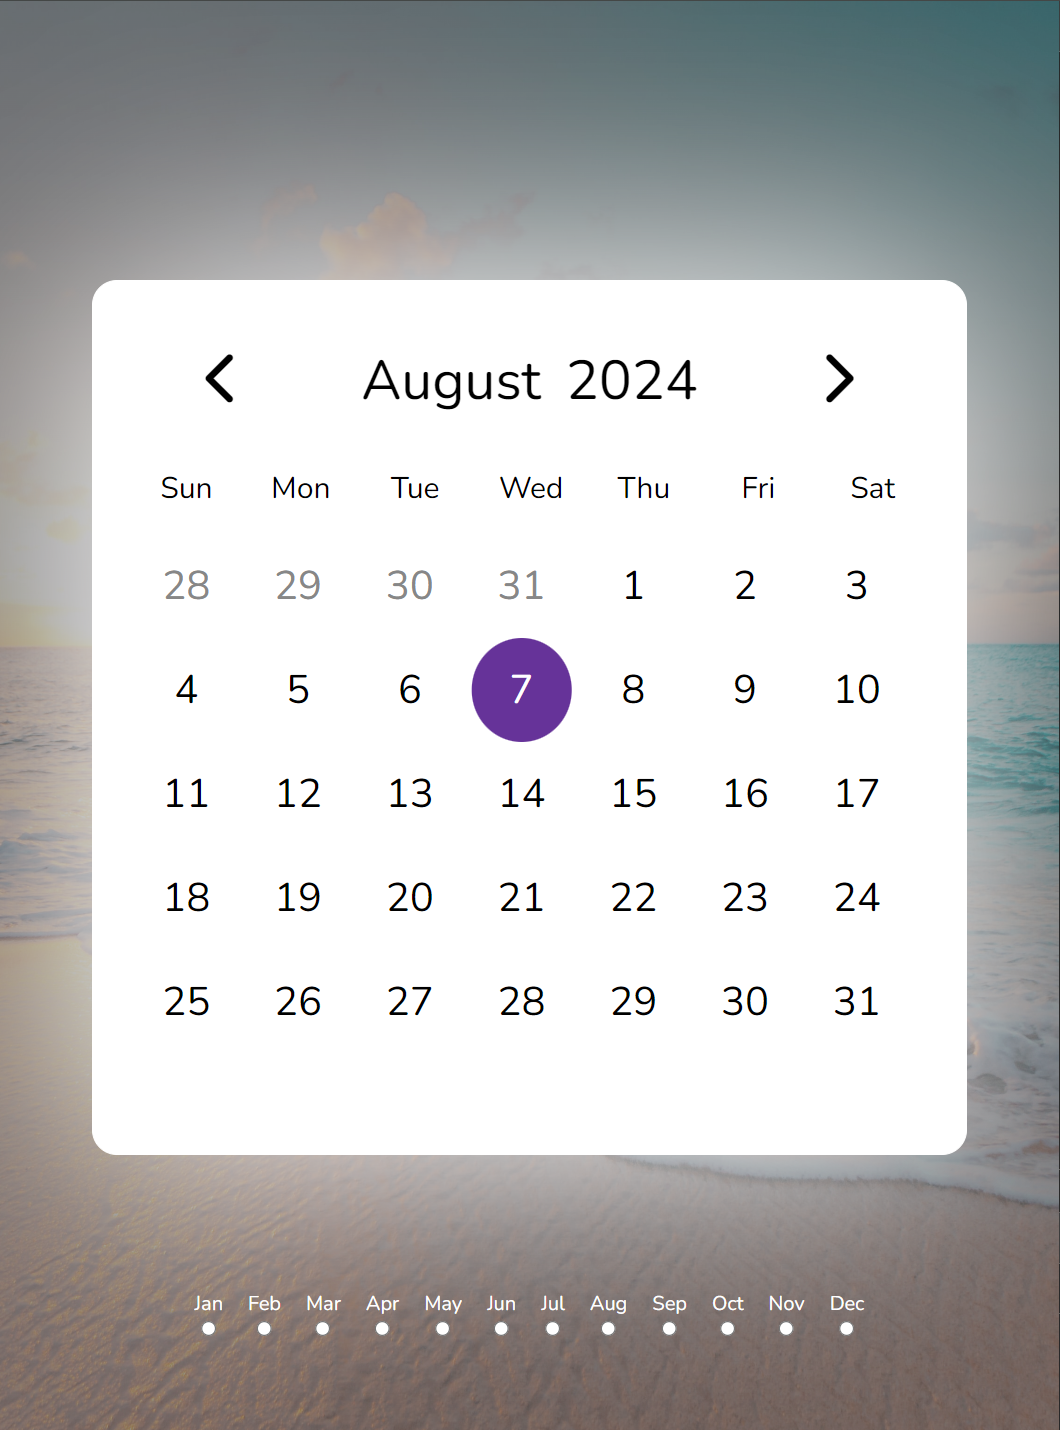 August 2024
Sun Mon Tue Wed Thu Fri Sat
28 29 30 31 1 2 3
4 5 6 7 8 9 10
11 12 13 14 15 16 17
18 19 20 21 22 23 24
25 26 27 28 29 30 31
Jan Feb Mar Apr May Jun Jul Aug Sep Oct Nov Dec